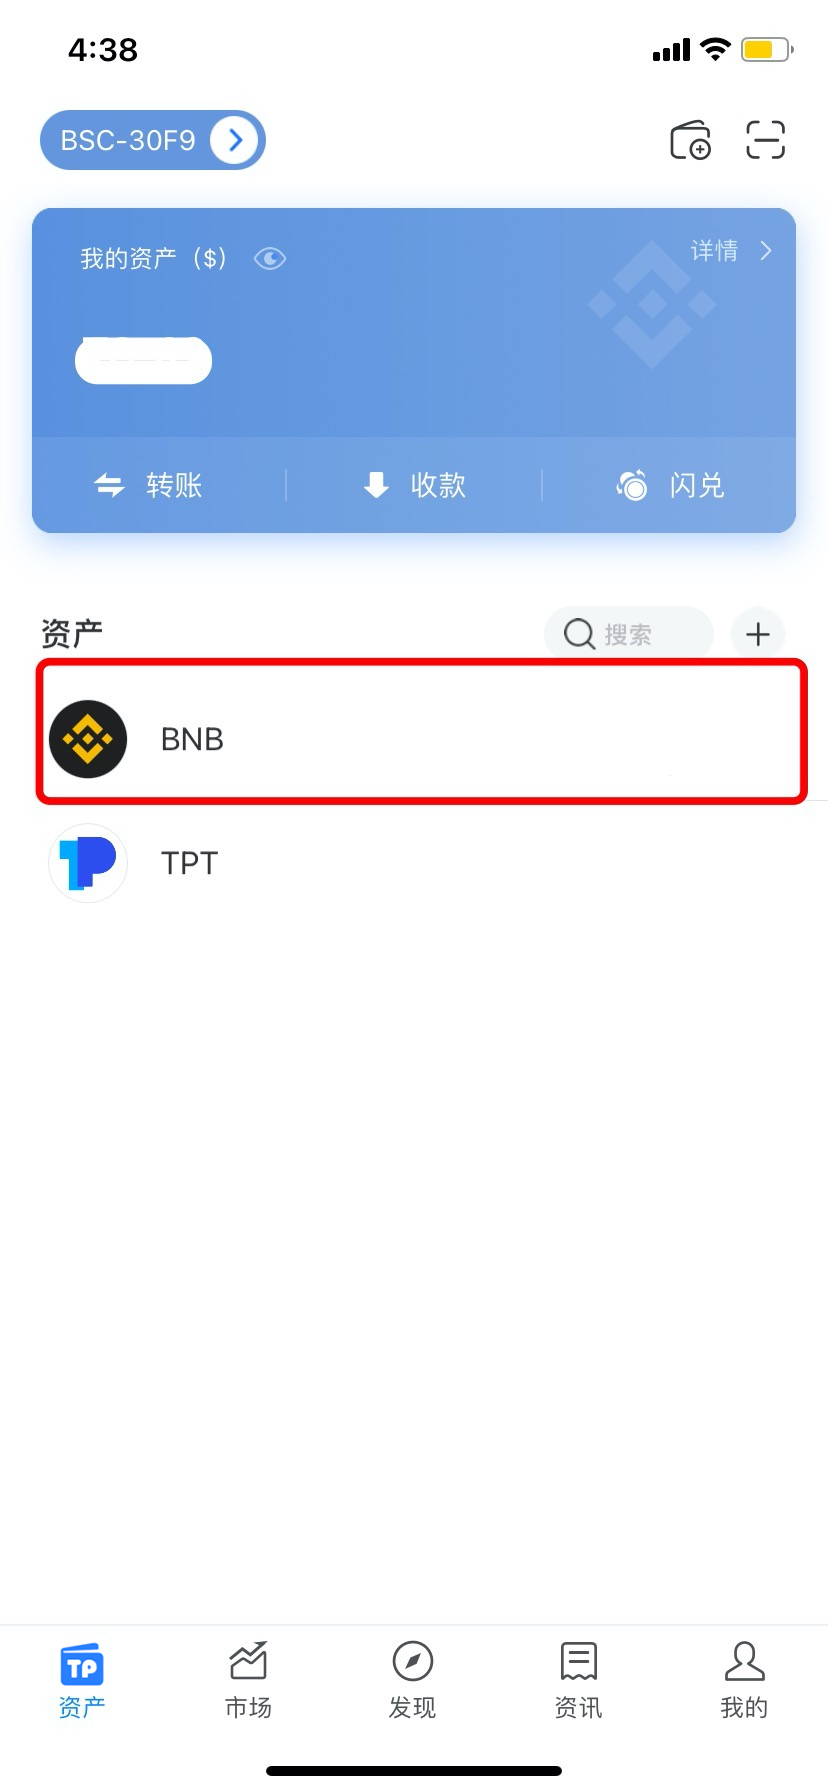 4:38
BSC-30F9
我的资产（$）
详情
转账
收款
闪兑
资产
搜索
BNB
TPT
TP
资产
市场
发现
资讯
我的